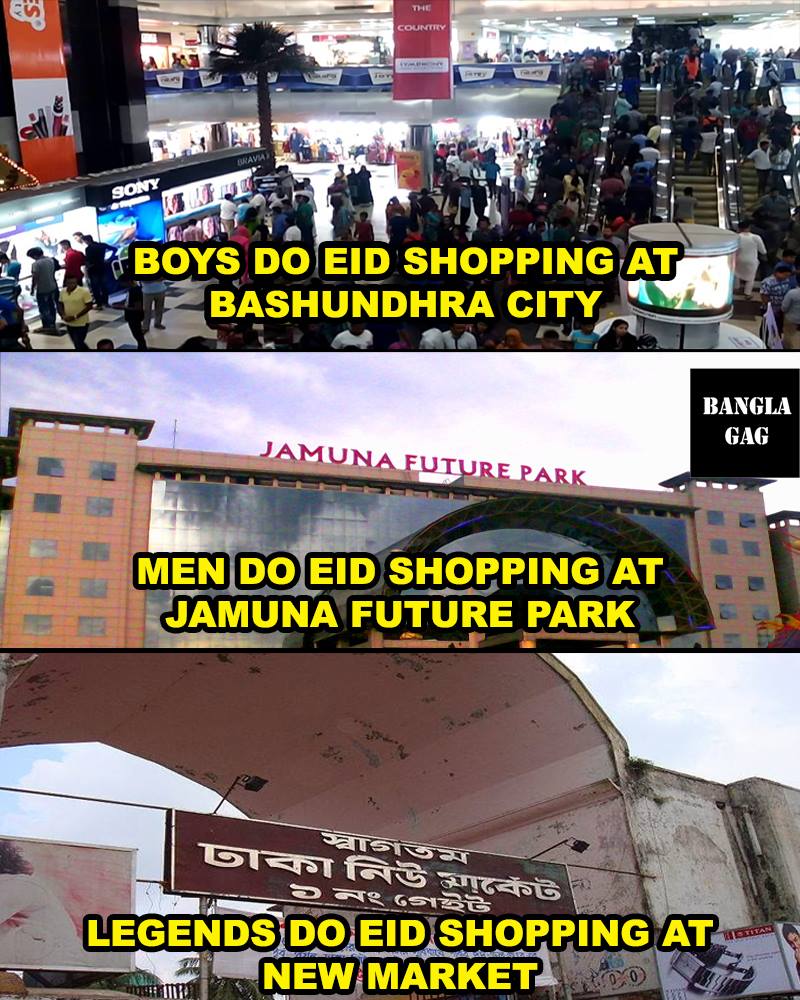 THE
COUNTRY
SYMPHONY
BRAVIA
SONY
BOYS DO EID SHOPPING AT
BASHUNDHRA CITY
BANGLA
GAG
JAMUNA FUTURE PARK
MEN DO EID SHOPPING AT
JAMUNA FUTURE PARK
স্বাগতম
ঢাকা নিউ মার্কেট
১ নং গেইট
TITAN
LEGENDS DO EID SHOPPING AT
NEW MARKET